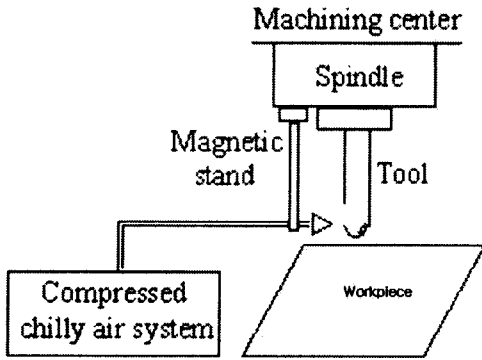 Machining center
Spindle
Magnetic
stand
Tool
Compressed
chilly air system
Workpiece